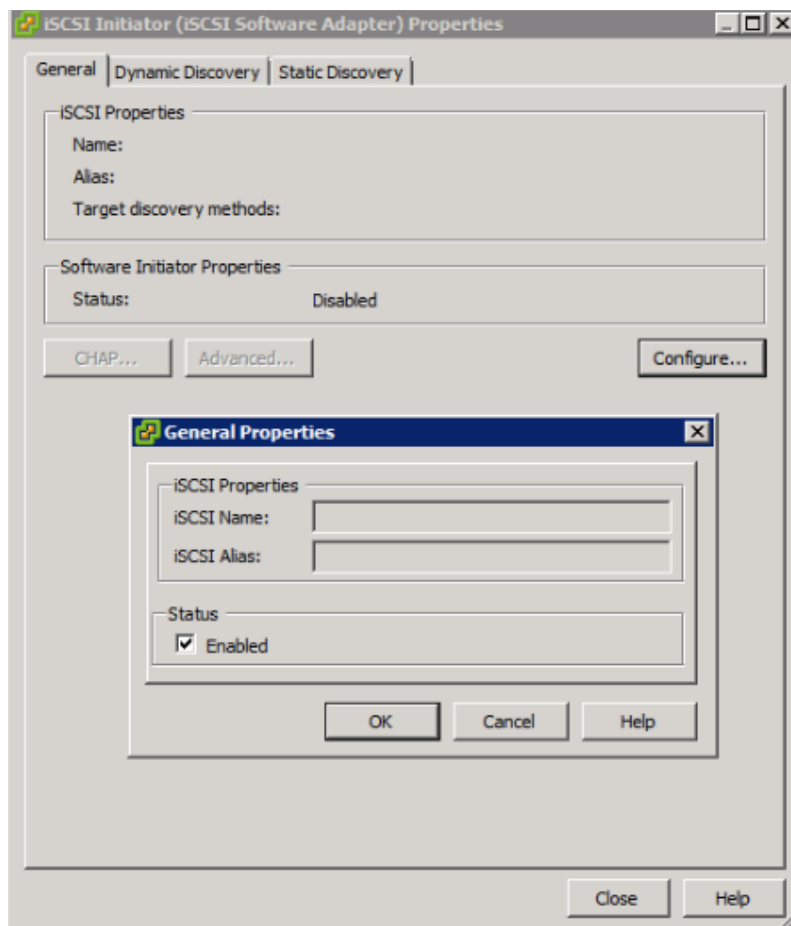 iSCSI Initiator (iSCSI Software Adapter) Properties
General Dynamic Discovery Static Discovery
iSCSI Properties
Name:
Alias:
Target discovery methods:
Software Initiator Properties
Status: Disabled
CHAP... Advanced... Configure...
General Properties
iSCSI Properties
iSCSI Name:
iSCSI Alias:
Status
Enabled
OK Cancel Help
Close Help